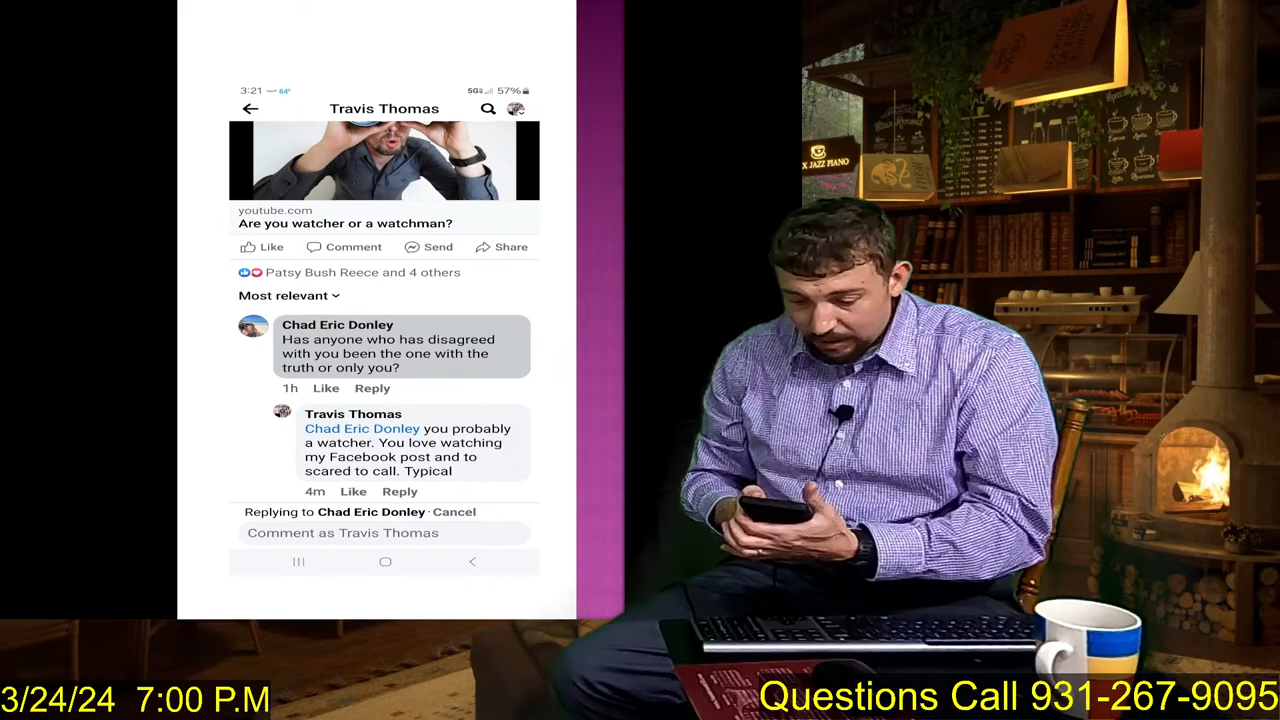 3:21 64° 5G 57%
Travis Thomas
youtube.com
Are you watcher or a watchman?
Like Comment Send Share
Patsy Bush Reece and 4 others
Most relevant
Chad Eric Donley
Has anyone who has disagreed
with you been the one with the
truth or only you?
1h Like Reply
Travis Thomas
Chad Eric Donley you probably
a watcher. You love watching
my Facebook post and to
scared to call. Typical
4m Like Reply
Replying to Chad Eric Donley · Cancel
Comment as Travis Thomas
X JAZZ PIANO
3/24/24 7:00 P.M
Questions Call 931-267-9095